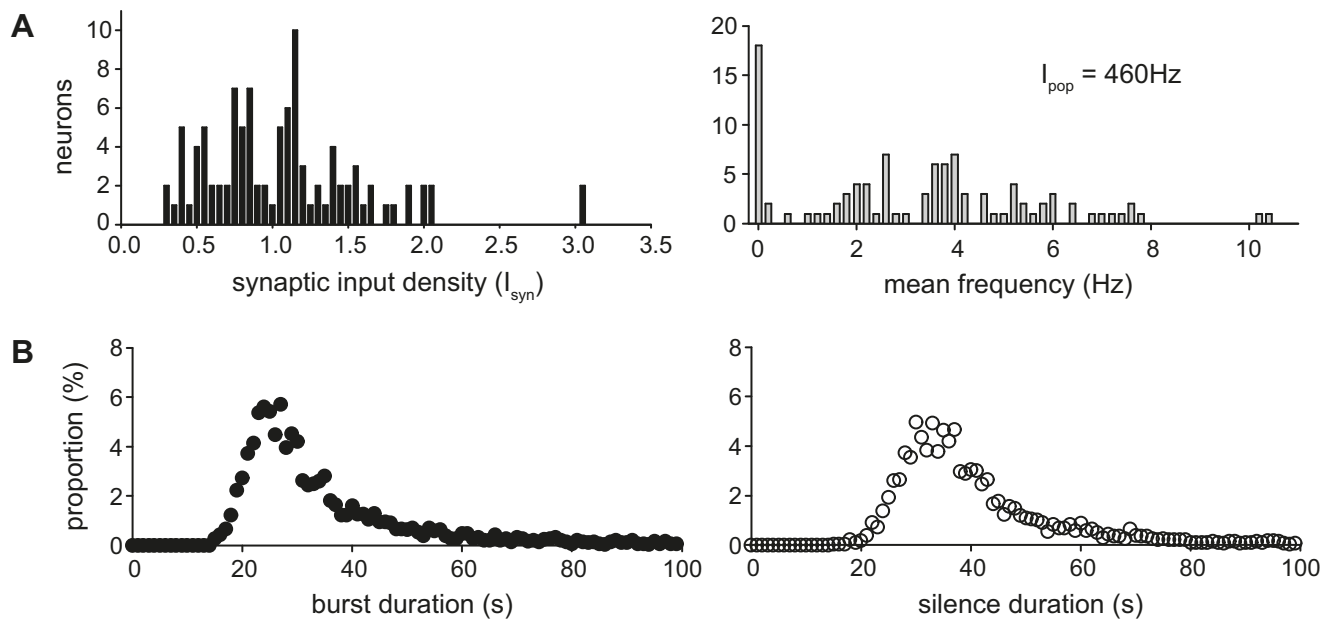 A
neurons
10
8
6
4
2
0
0.0 0.5 1.0 1.5 2.0 2.5 3.0 3.5
synaptic input density (Isyn)
20
15
10
5
0
Ipop = 460Hz
0 2 4 6 8 10
mean frequency (Hz)
B
proportion (%)
8
6
4
2
0
0 20 40 60 80 100
burst duration (s)
8
6
4
2
0
0 20 40 60 80 100
silence duration (s)